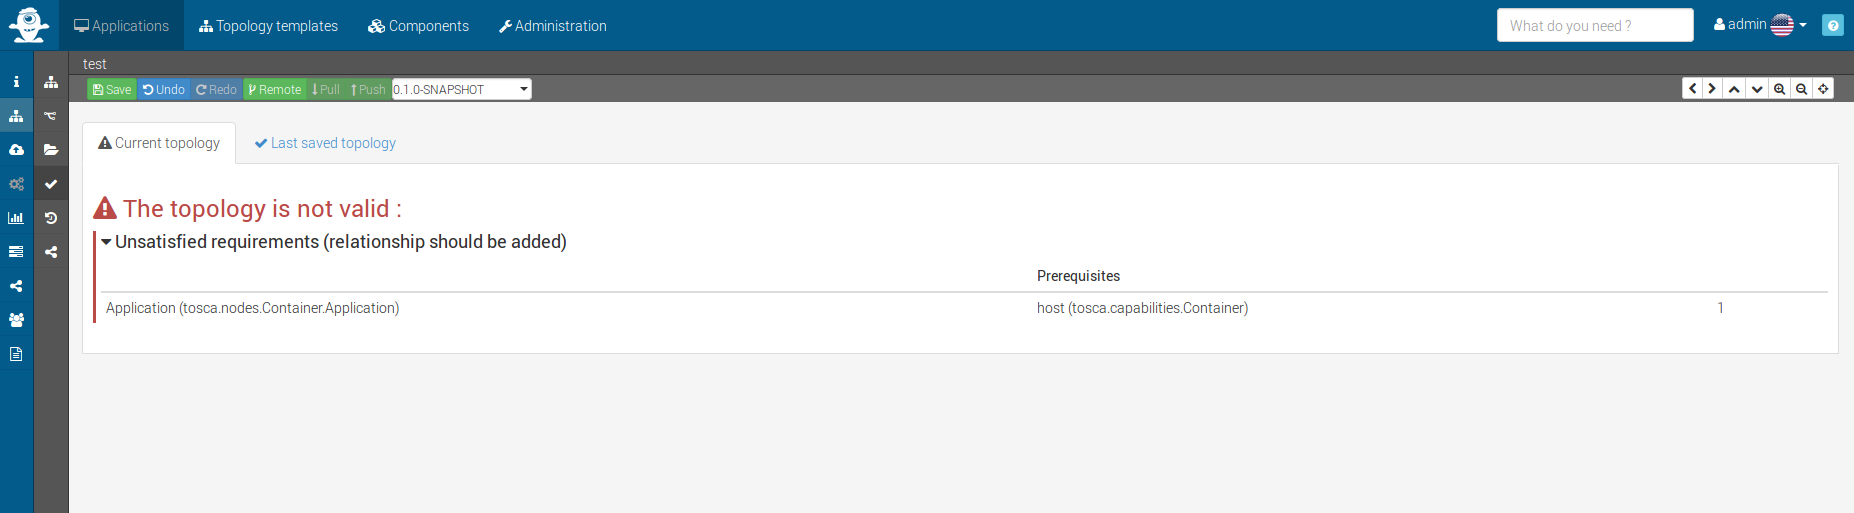 Applications Topology templates Components Administration What do you need ? admin
test
Save Undo Redo Remote Pull Push 0.1.0-SNAPSHOT
Current topology Last saved topology
The topology is not valid :
Unsatisfied requirements (relationship should be added)
Prerequisites
Application (tosca.nodes.Container.Application) host (tosca.capabilities.Container) 1